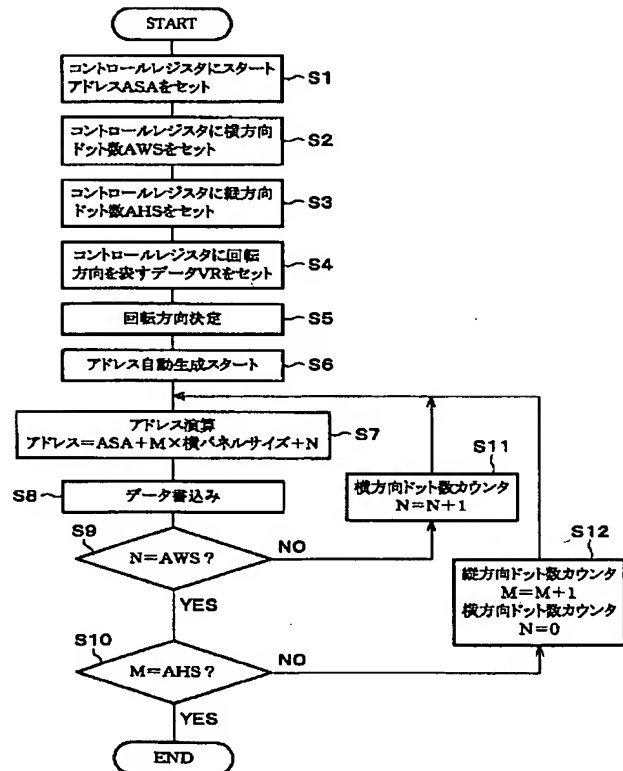 START
コントロールレジスタにスタート
アドレスASAをセット
S1
コントロールレジスタに横方向
ドット数AWSをセット
S2
コントロールレジスタに縦方向
ドット数AHSをセット
S3
コントロールレジスタに回転
方向を表すデータVRをセット
S4
回転方向決定
S5
アドレス自動生成スタート
S6
アドレス演算
アドレス=ASA+M×横パネルサイズ+N
S7
S8
データ書込み
S9
N=AWS?
NO
YES
S11
横方向ドット数カウンタ
N=N+1
S12
縦方向ドット数カウンタ
M=M+1
横方向ドット数カウンタ
N=0
S10
M=AHS?
NO
YES
END